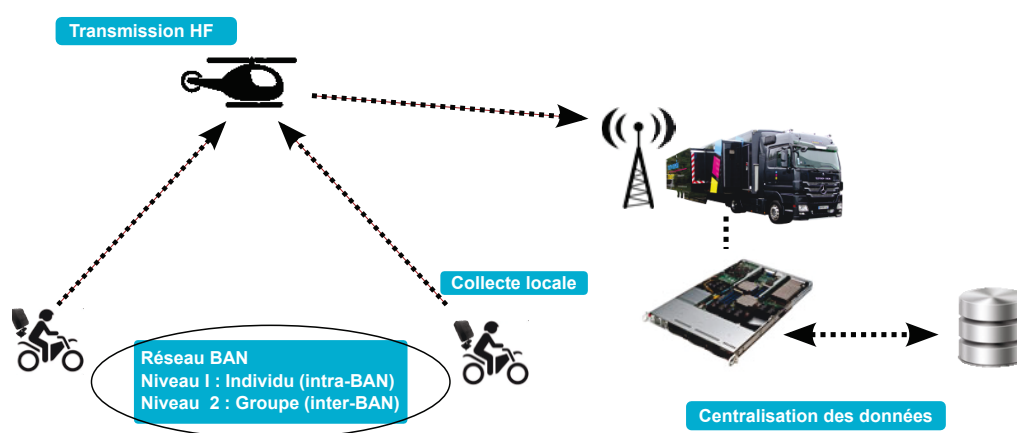 Transmission HF
Collecte locale
Réseau BAN
Niveau I : Individu (intra-BAN)
Niveau 2 : Groupe (inter-BAN)
Centralisation des données